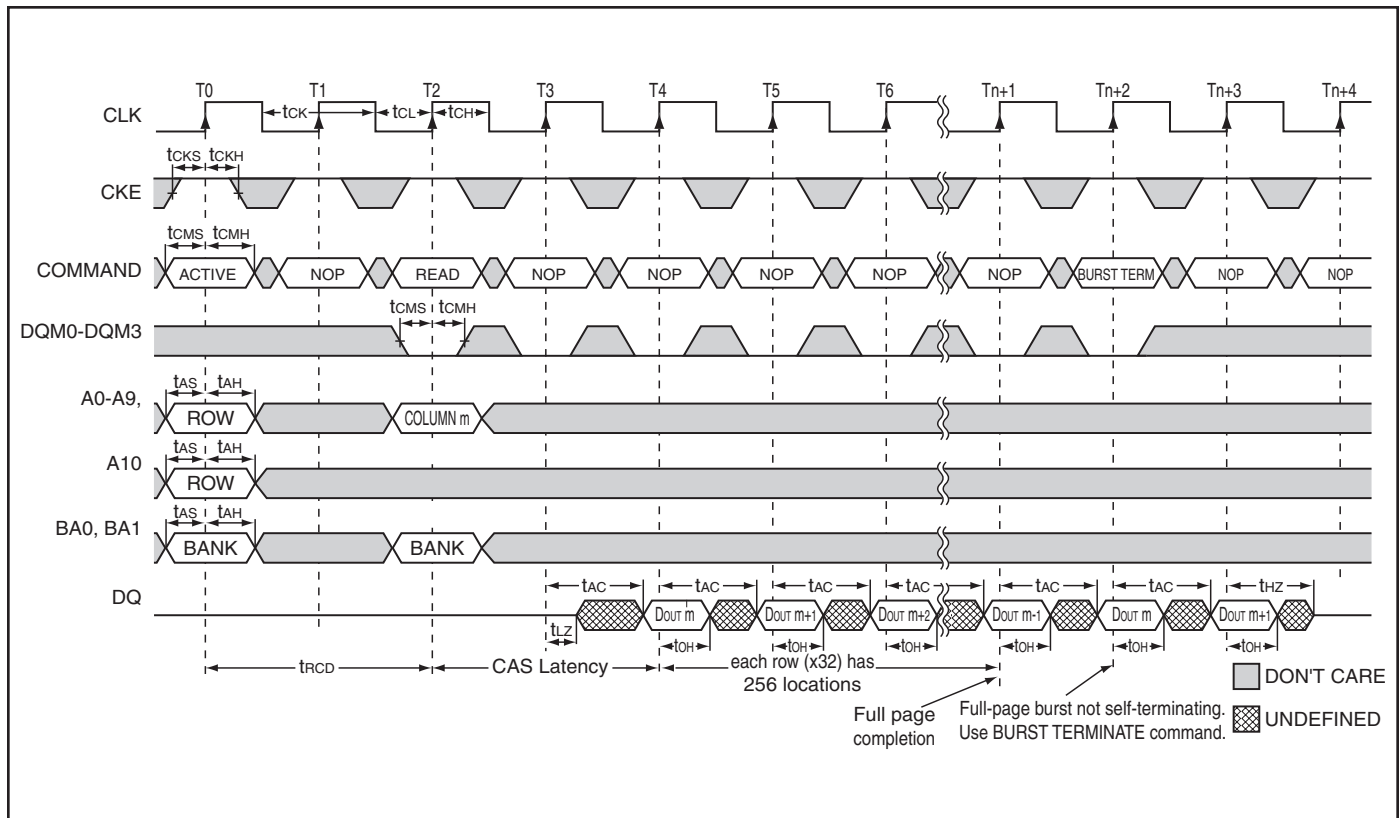 T0 T1 T2 T3 T4 T5 T6 Tn+1 Tn+2 Tn+3 Tn+4
CLK
tCK tCL tCH
tCKS tCKH
CKE
tCMS tCMH
COMMAND ACTIVE NOP READ NOP NOP NOP NOP NOP BURST TERM NOP NOP
tCMS tCMH
DQM0-DQM3
tAS tAH
A0-A9, ROW COLUMN m
tAS tAH
A10 ROW
tAS tAH
BA0, BA1 BANK BANK
tAC tAC tAC tAC tAC tAC tHZ
DQ DOUT m DOUT m+1 DOUT m+2 DOUT m-1 DOUT m DOUT m+1
tLZ tOH tOH tOH tOH tOH tOH
tRCD CAS Latency each row (x32) has
256 locations
DON'T CARE
UNDEFINED
Full page
completion
Full-page burst not self-terminating.
Use BURST TERMINATE command.